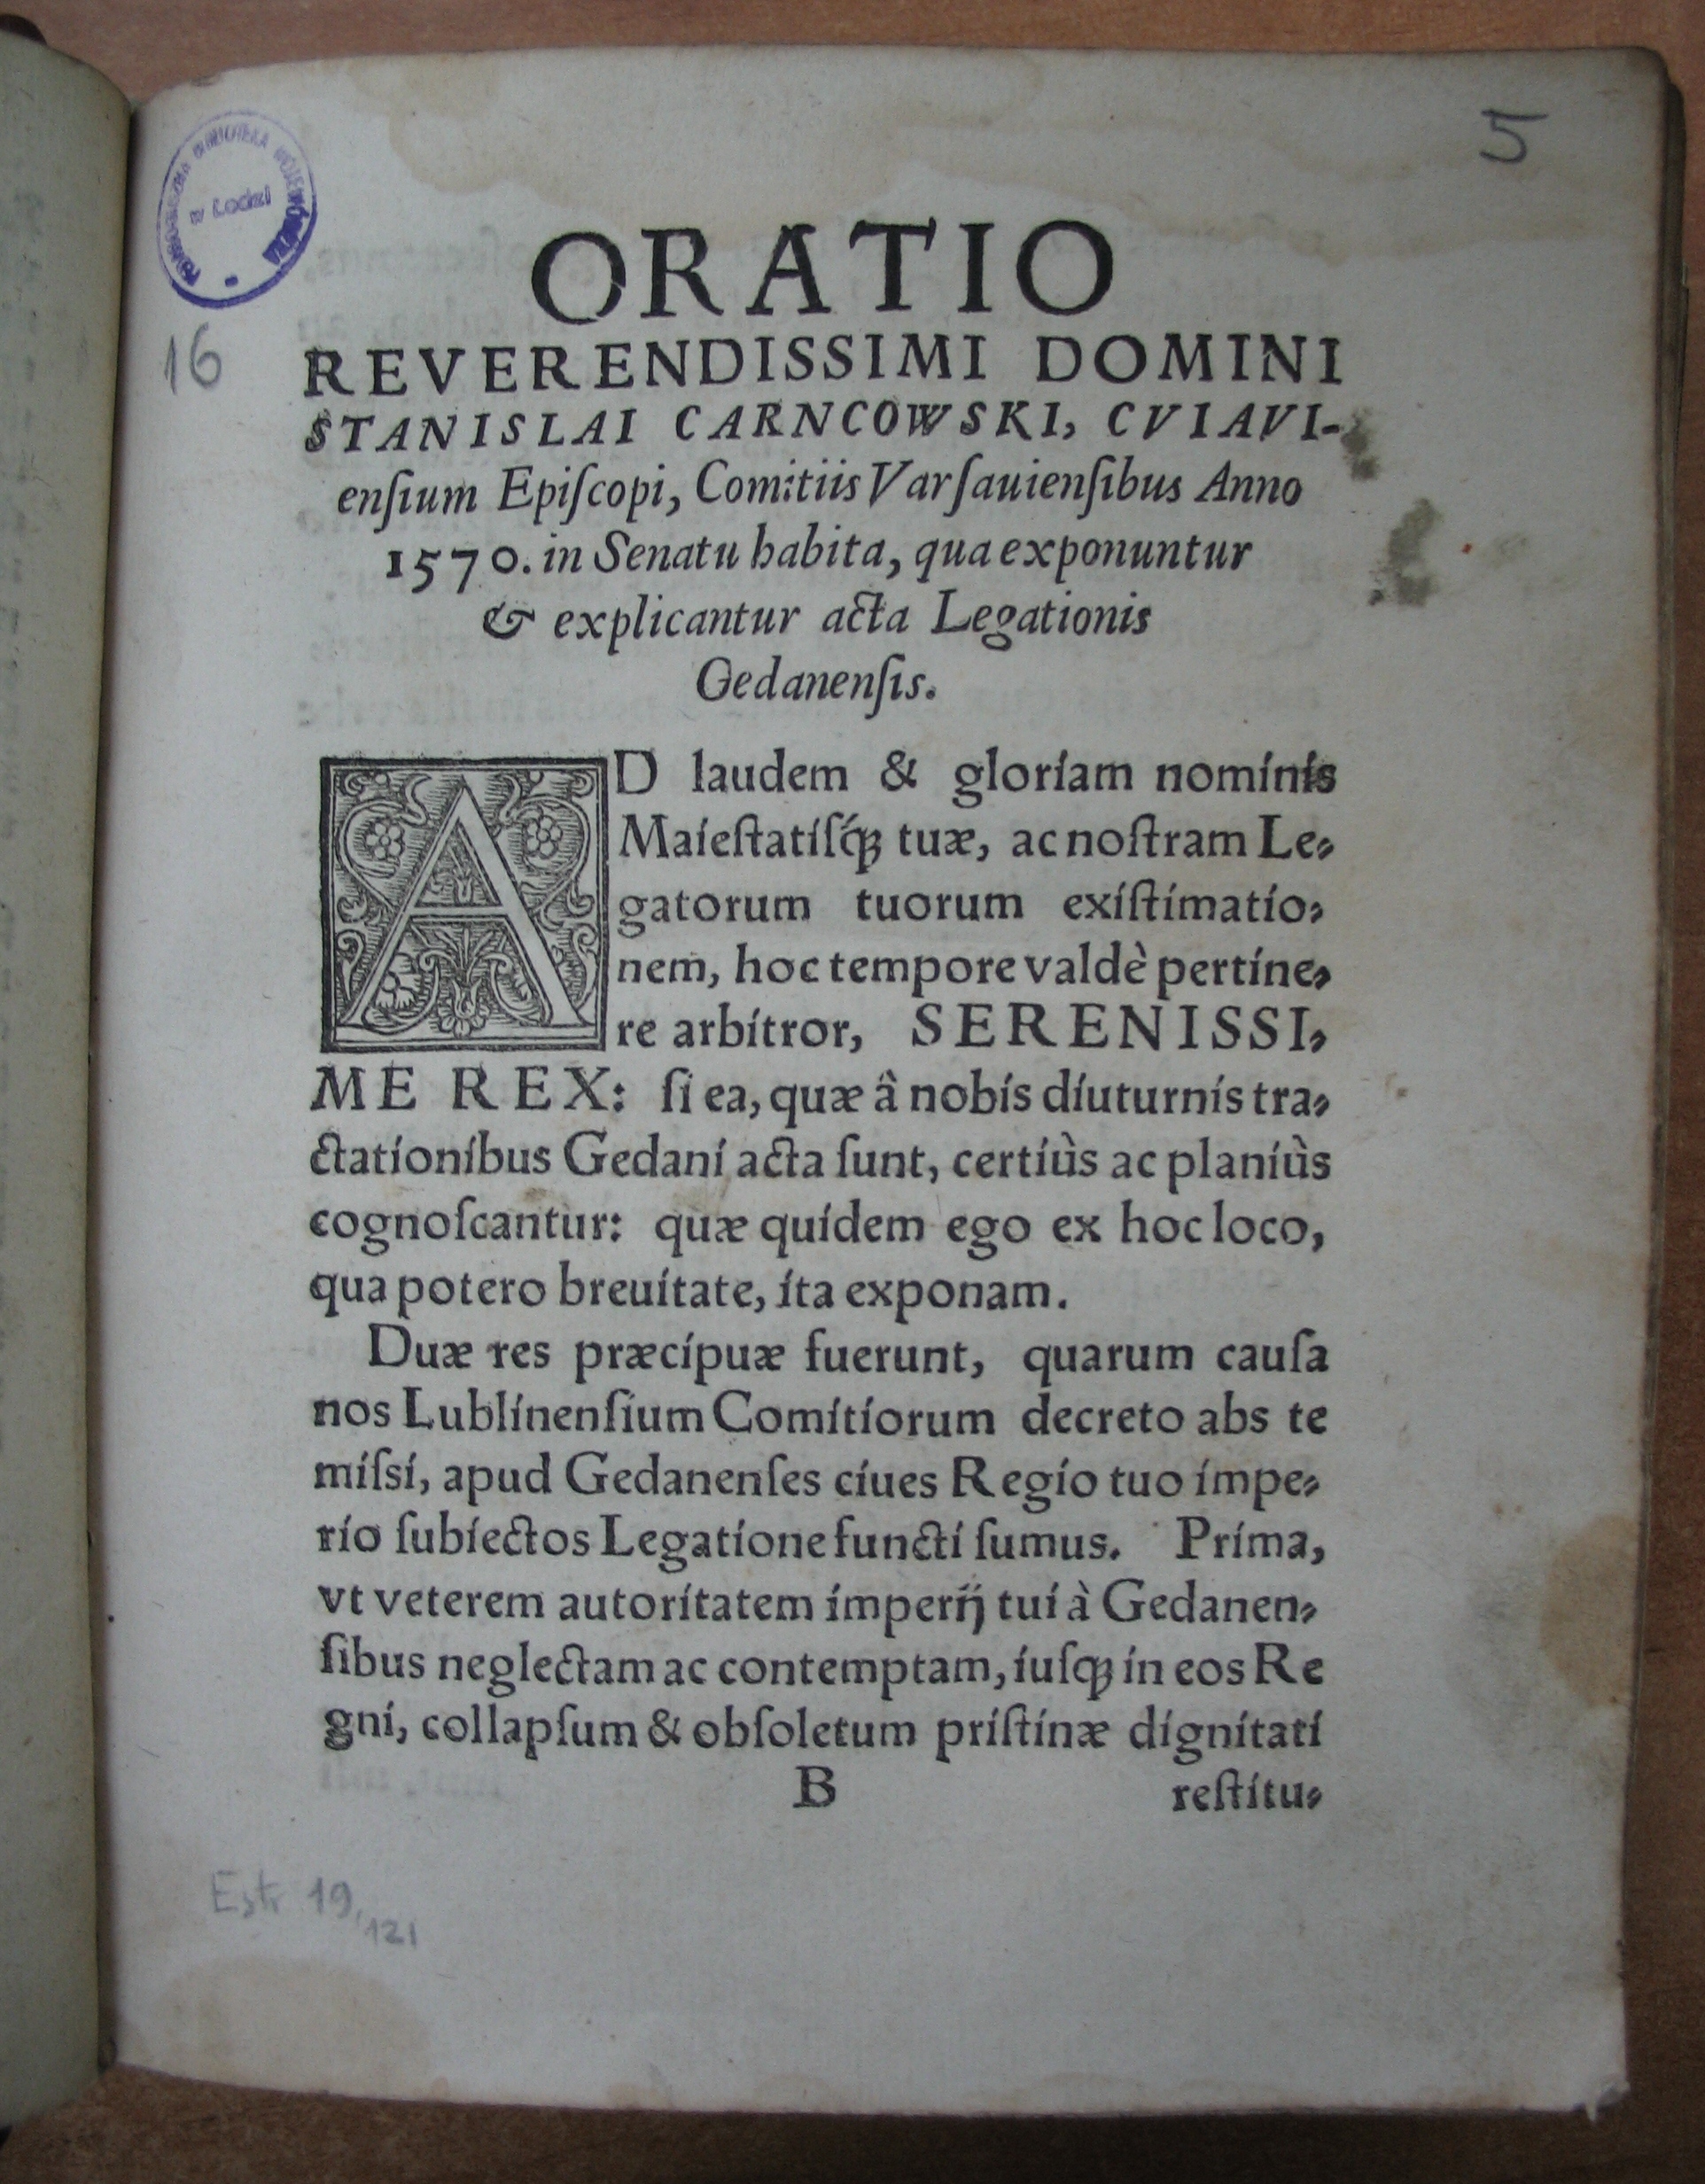 5
BIBLIOTEKA
w Łodzi
16
ORATIO
REVERENDISSIMI DOMINI
STANISLAI CARNCOWSKI, CVIAVI-
enſium Epiſcopi, Comitiis Varſauienſibus Anno
1570. in Senatu habita, qua exponuntur
& explicantur acta Legationis
Gedanenſis.
AD laudem & gloriam nominis
Maieſtatiſq́ꝫ tuæ, ac noſtram Le⸗
gatorum tuorum exiſtimatio⸗
nem, hoc tempore valdè pertine⸗
re arbitror, SERENISSI⸗
ME REX: ſi ea, quæ â nobis diuturnis tra⸗
ctationibus Gedani acta ſunt, certiùs ac planiùs
cognoſcantur: quæ quidem ego ex hoc loco,
qua potero breuitate, ita exponam.
Duæ res præcipuæ fuerunt, quarum cauſa
nos Lublinenſium Comitiorum decreto abs te
miſsi, apud Gedanenſes ciues Regio tuo impe⸗
rio ſubiectos Legatione functi ſumus. Prima,
vt veterem autoritatem imperij tui à Gedanen⸗
ſibus neglectam ac contemptam, iuſqꝫ in eos Re
gni, collapſum & obſoletum priſtinæ dignitati
B reſtitu⸗
Estr 19, 121